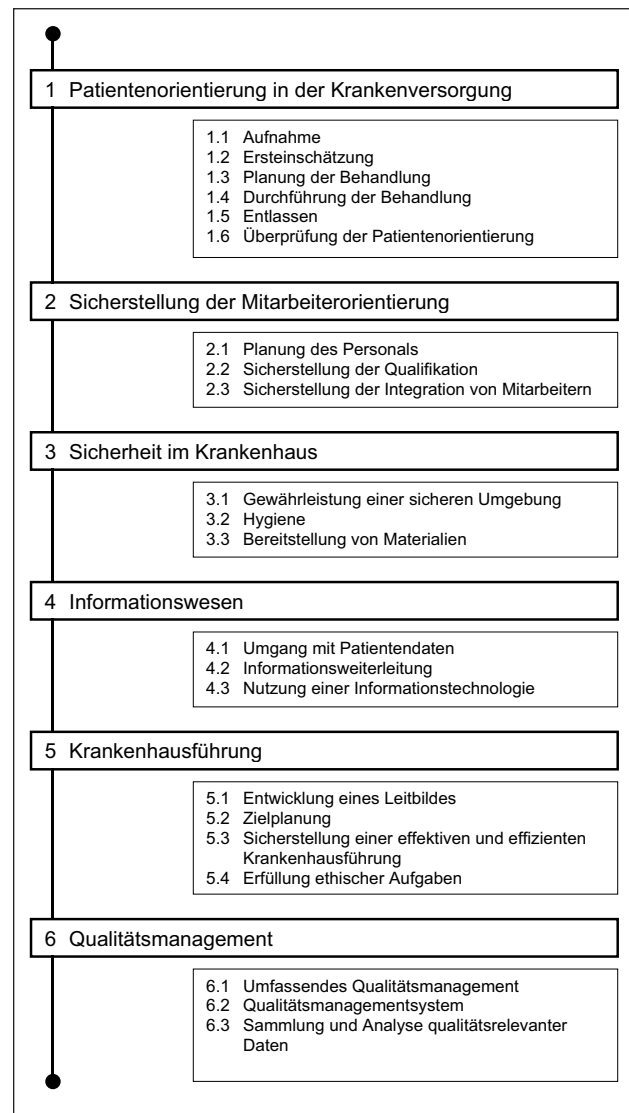 1 Patientenorientierung in der Krankenversorgung
1.1 Aufnahme
1.2 Ersteinschätzung
1.3 Planung der Behandlung
1.4 Durchführung der Behandlung
1.5 Entlassen
1.6 Überprüfung der Patientenorientierung
2 Sicherstellung der Mitarbeiterorientierung
2.1 Planung des Personals
2.2 Sicherstellung der Qualifikation
2.3 Sicherstellung der Integration von Mitarbeitern
3 Sicherheit im Krankenhaus
3.1 Gewährleistung einer sicheren Umgebung
3.2 Hygiene
3.3 Bereitstellung von Materialien
4 Informationswesen
4.1 Umgang mit Patientendaten
4.2 Informationsweiterleitung
4.3 Nutzung einer Informationstechnologie
5 Krankenhausführung
5.1 Entwicklung eines Leitbildes
5.2 Zielplanung
5.3 Sicherstellung einer effektiven und effizienten
Krankenhausführung
5.4 Erfüllung ethischer Aufgaben
6 Qualitätsmanagement
6.1 Umfassendes Qualitätsmanagement
6.2 Qualitätsmanagementsystem
6.3 Sammlung und Analyse qualitätsrelevanter
Daten